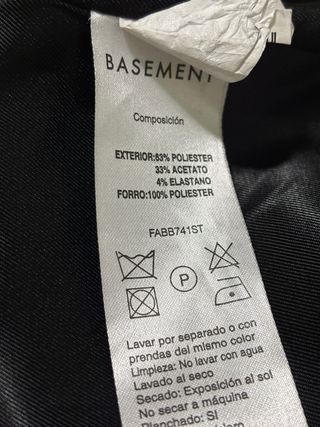 BASEMENT
Composición
EXTERIOR:63% POLIESTER
33% ACETATO
4% ELASTANO
FORRO:100% POLIESTER
FABB741ST
P
Lavar por separado o con
prendas del mismo color
Limpieza: No lavar con agua
Lavado al seco
Secado: Exposición al sol
No secar a máquina
Planchado: SI